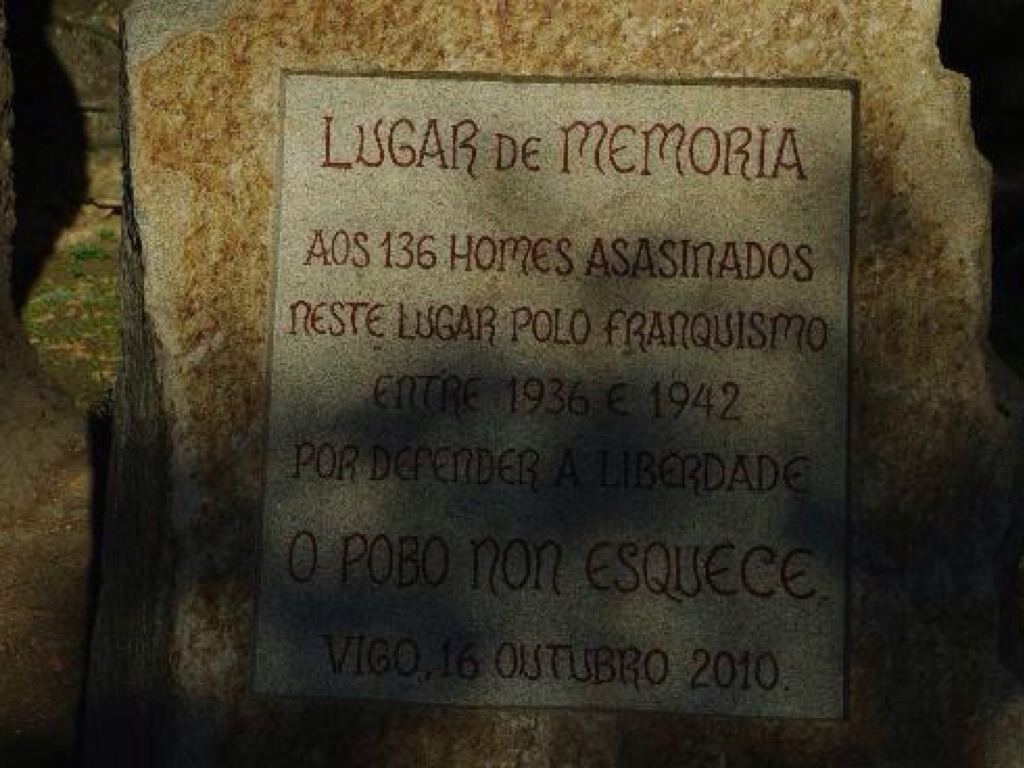 LUGAR DE MEMORIA
AOS 136 HOMES ASASINADOS
NESTE LUGAR POLO FRANQUISMO
ENTRE 1936 E 1942
POR DEFENDER A LIBERDADE
O POBO NON ESQUECE.
VIGO, 16 OUTUBRO 2010.